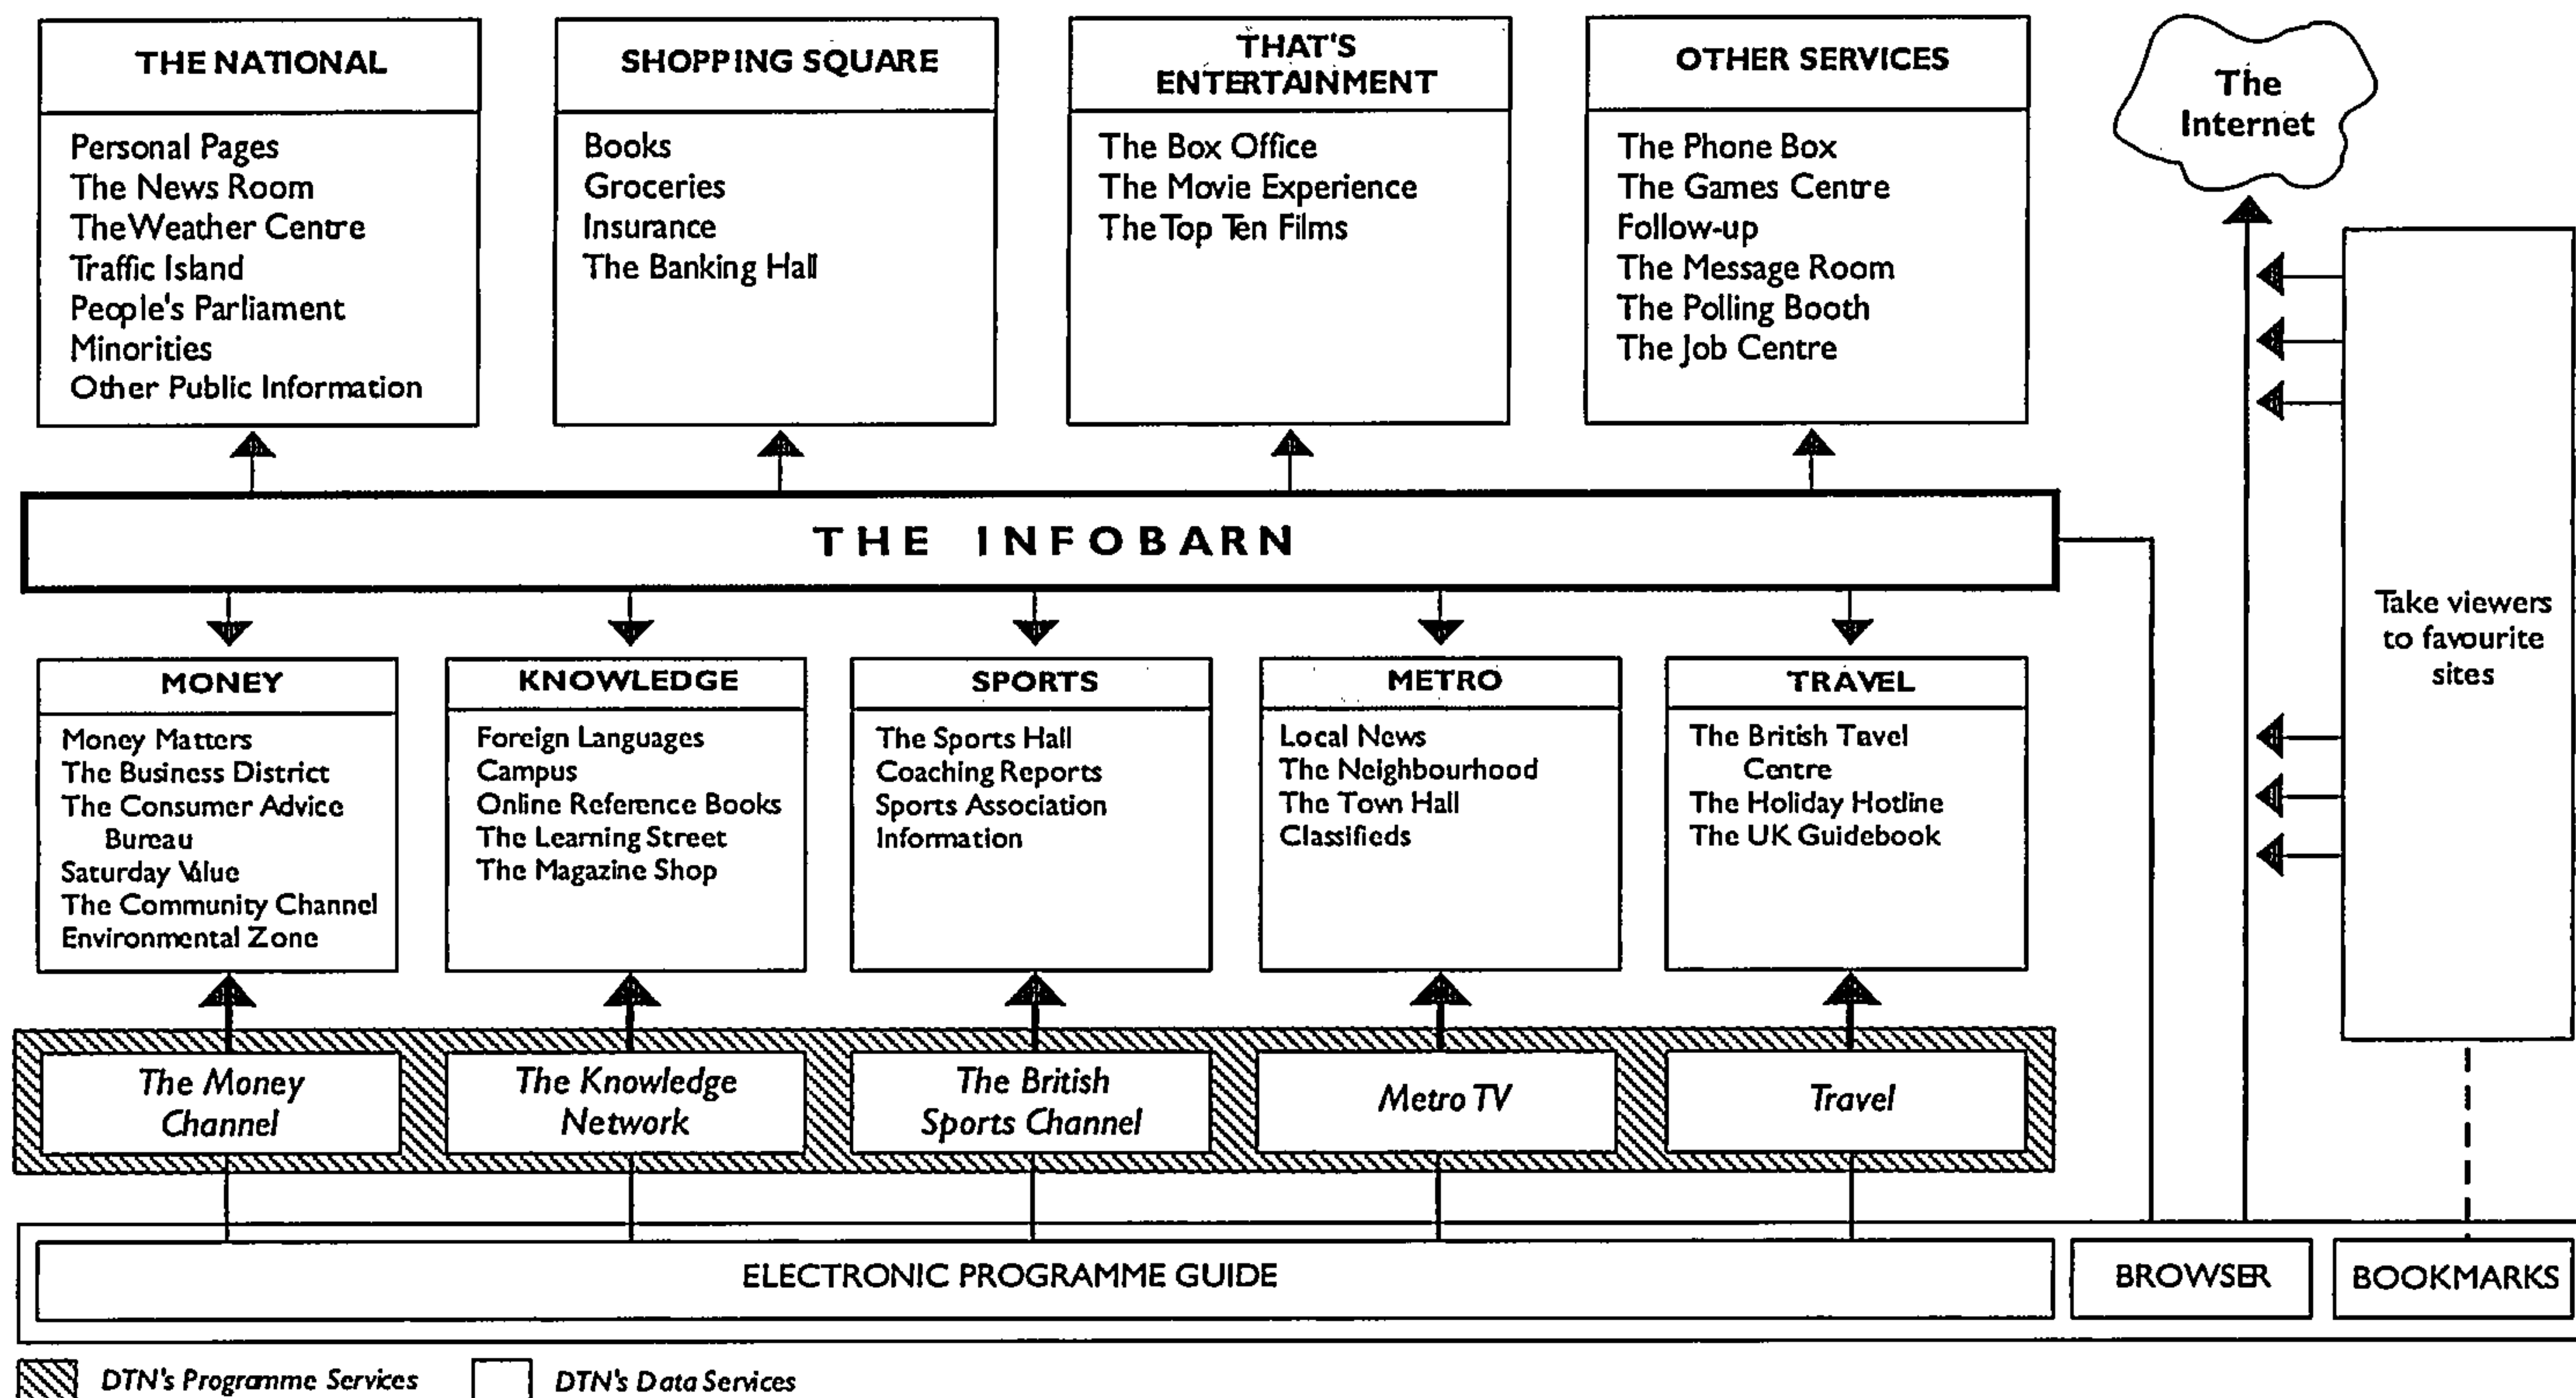 THE NATIONAL
Personal Pages
The News Room
The Weather Centre
Traffic Island
People's Parliament
Minorities
Other Public Information
SHOPPING SQUARE
Books
Groceries
Insurance
The Banking Hall
THAT'S
ENTERTAINMENT
The Box Office
The Movie Experience
The Top Ten Films
OTHER SERVICES
The Phone Box
The Games Centre
Follow-up
The Message Room
The Polling Booth
The Job Centre
The
Internet
THE INFOBARN
Take viewers
to favourite
sites
MONEY
Money Matters
The Business District
The Consumer Advice
Bureau
Saturday Value
The Community Channel
Environmental Zone
KNOWLEDGE
Foreign Languages
Campus
Online Reference Books
The Learning Street
The Magazine Shop
SPORTS
The Sports Hall
Coaching Reports
Sports Association
Information
METRO
Local News
The Neighbourhood
The Town Hall
Classifieds
TRAVEL
The British Tavel
Centre
The Holiday Hotline
The UK Guidebook
The Money
Channel
The Knowledge
Network
The British
Sports Channel
Metro TV
Travel
ELECTRONIC PROGRAMME GUIDE
BROWSER
BOOKMARKS
DTN's Programme Services
DTN's Data Services